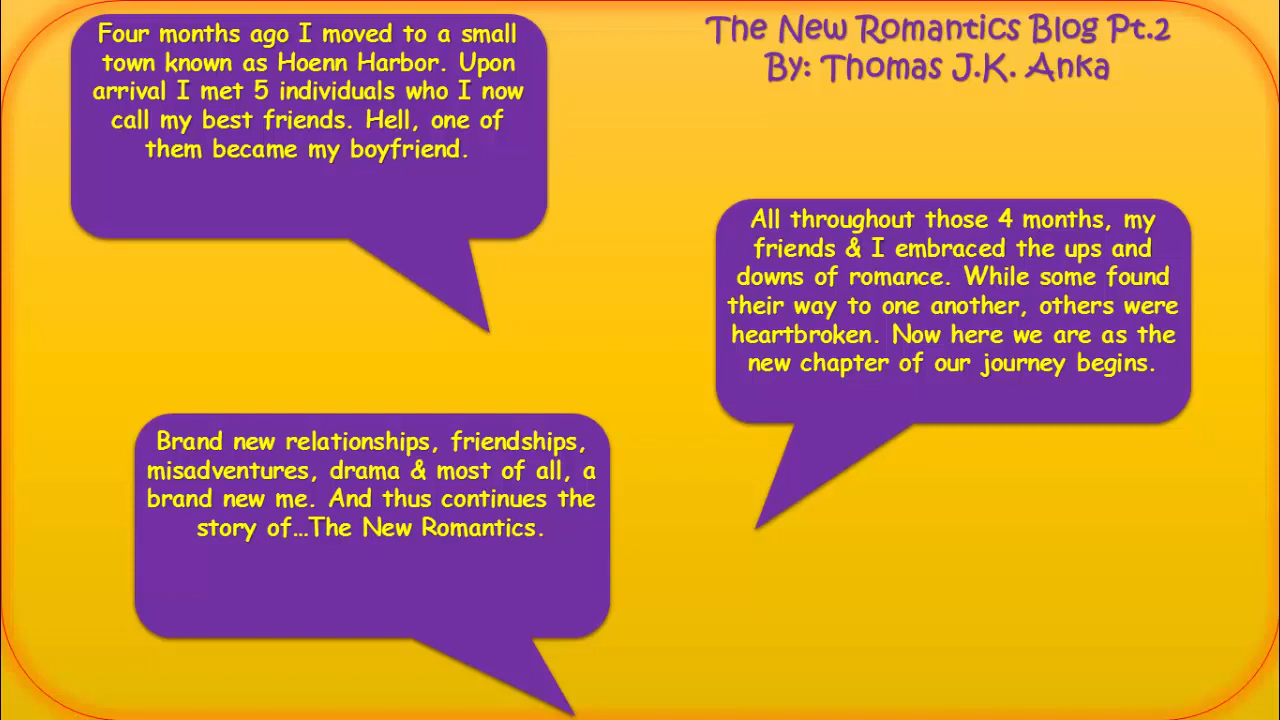 The New Romantics Blog Pt.2
By: Thomas J.K. Anka
Four months ago I moved to a small
town known as Hoenn Harbor. Upon
arrival I met 5 individuals who I now
call my best friends. Hell, one of
them became my boyfriend.
All throughout those 4 months, my
friends & I embraced the ups and
downs of romance. While some found
their way to one another, others were
heartbroken. Now here we are as the
new chapter of our journey begins.
Brand new relationships, friendships,
misadventures, drama & most of all, a
brand new me. And thus continues the
story of…The New Romantics.